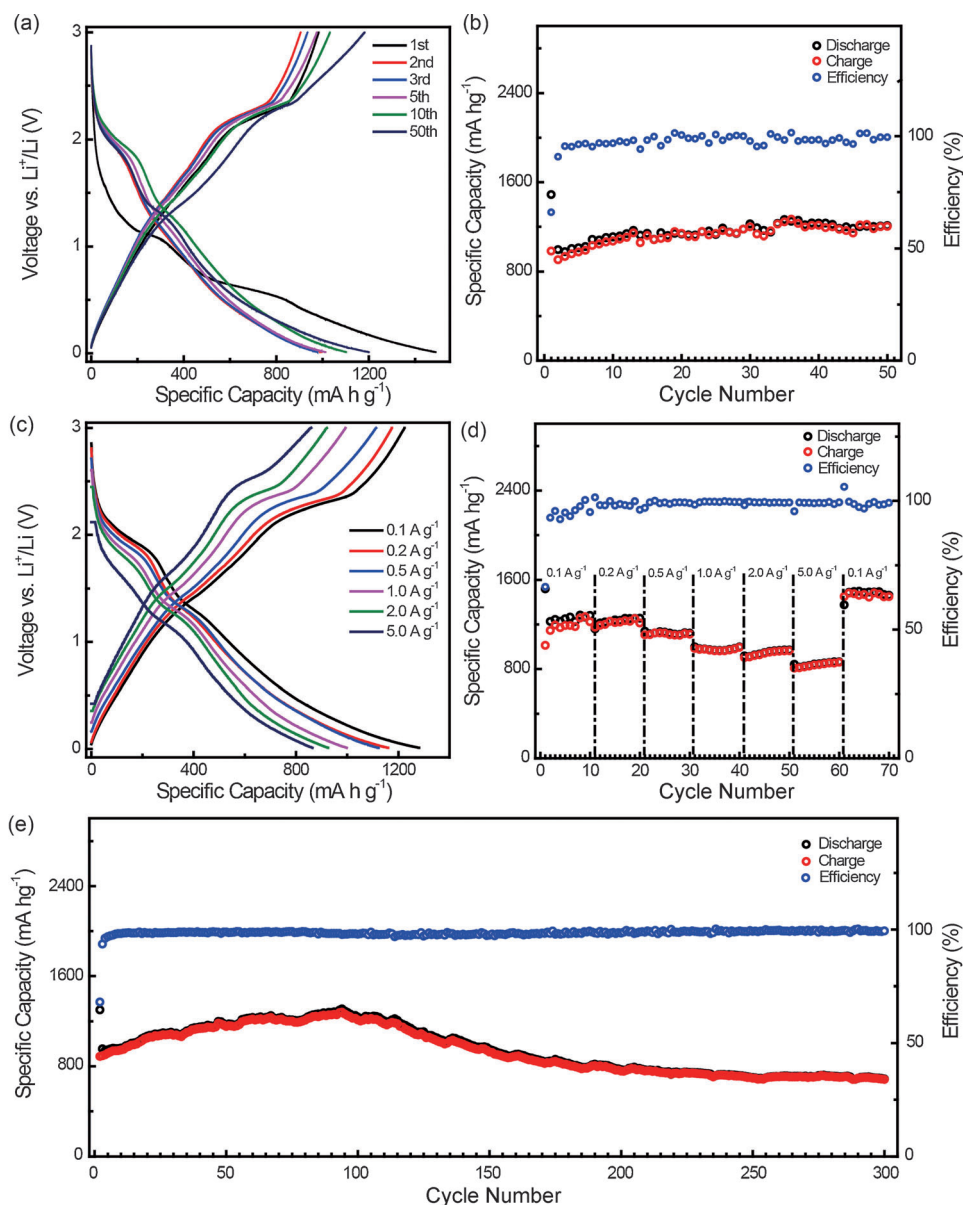 (a)
3
2
1
0
Voltage vs. Li⁺/Li (V)
1st
2nd
3rd
5th
10th
50th
0 400 800 1200
Specific Capacity (mA h g⁻¹)
(b)
2400
1600
800
0
Specific Capacity (mA hg⁻¹)
Discharge
Charge
Efficiency
100
50
0
Efficiency (%)
0 10 20 30 40 50
Cycle Number
(c)
3
2
1
0
Voltage vs. Li⁺/Li (V)
0.1 A g⁻¹
0.2 A g⁻¹
0.5 A g⁻¹
1.0 A g⁻¹
2.0 A g⁻¹
5.0 A g⁻¹
0 400 800 1200
Specific Capacity (mA h g⁻¹)
(d)
2400
1600
800
0
Specific Capacity (mA hg⁻¹)
Discharge
Charge
Efficiency
0.1 A g⁻¹ 0.2 A g⁻¹ 0.5 A g⁻¹ 1.0 A g⁻¹ 2.0 A g⁻¹ 5.0 A g⁻¹ 0.1 A g⁻¹
100
50
0
Efficiency (%)
0 10 20 30 40 50 60 70
Cycle Number
(e)
2400
1600
800
0
Specific Capacity (mA hg⁻¹)
Discharge
Charge
Efficiency
100
50
0
Efficiency (%)
0 50 100 150 200 250 300
Cycle Number